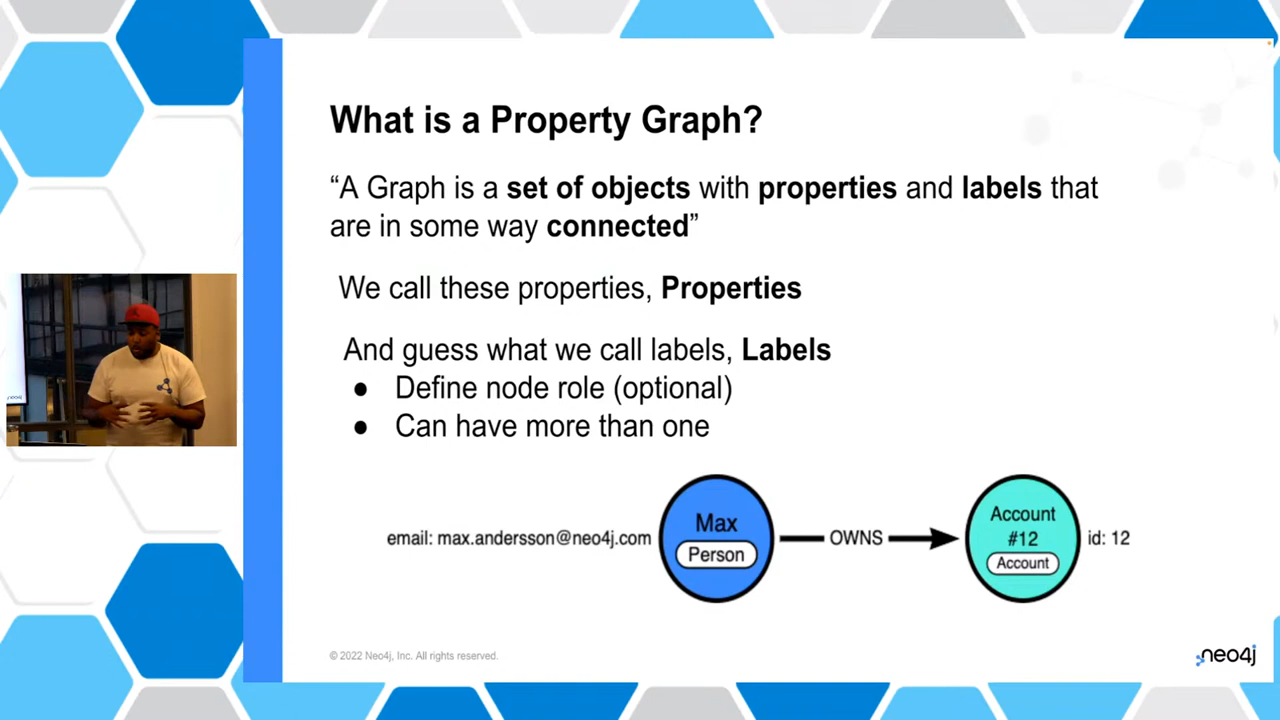 What is a Property Graph?
“A Graph is a set of objects with properties and labels that
are in some way connected”
We call these properties, Properties
And guess what we call labels, Labels
● Define node role (optional)
● Can have more than one
email: max.andersson@neo4j.com
Max
Person
OWNS
Account
#12
Account
id: 12
© 2022 Neo4j, Inc. All rights reserved.
neo4j